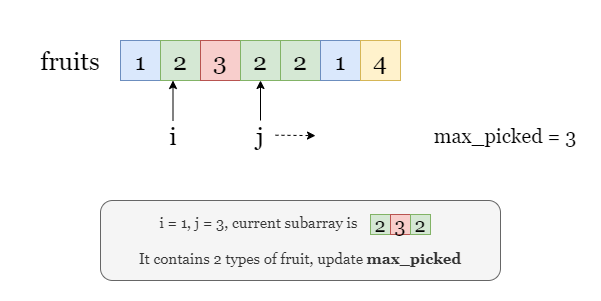 fruits 1 2 3 2 2 1 4
i j max_picked = 3
i = 1, j = 3, current subarray is 2 3 2
It contains 2 types of fruit, update max_picked